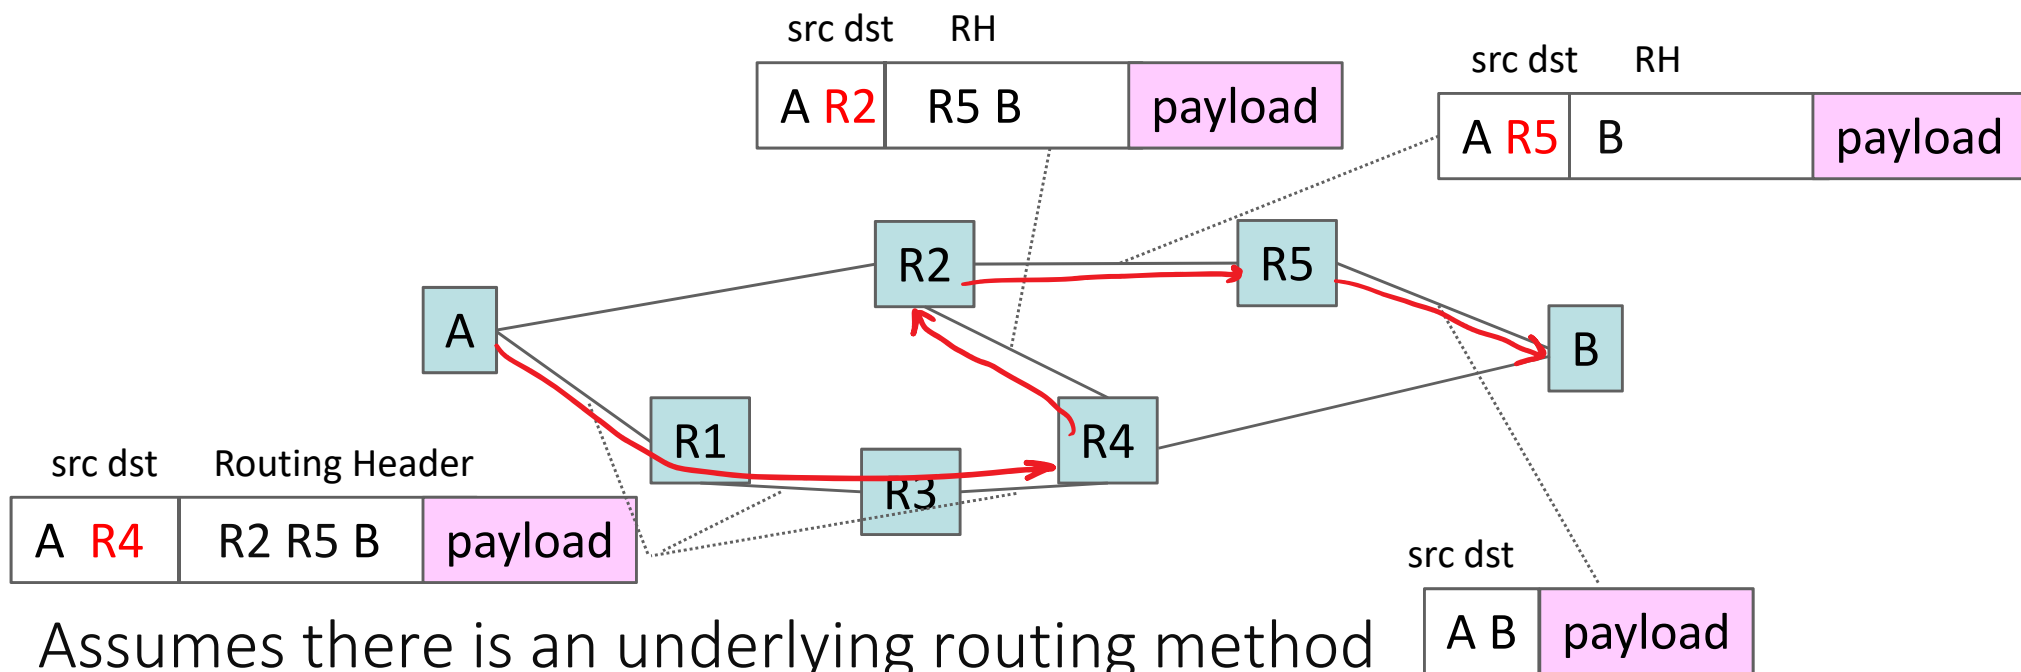 src dst RH
A R2 R5 B payload
src dst RH
A R5 B payload
R2
R5
A
B
R1
R3
R4
src dst Routing Header
A R4 R2 R5 B payload
src dst
A B payload
Assumes there is an underlying routing method